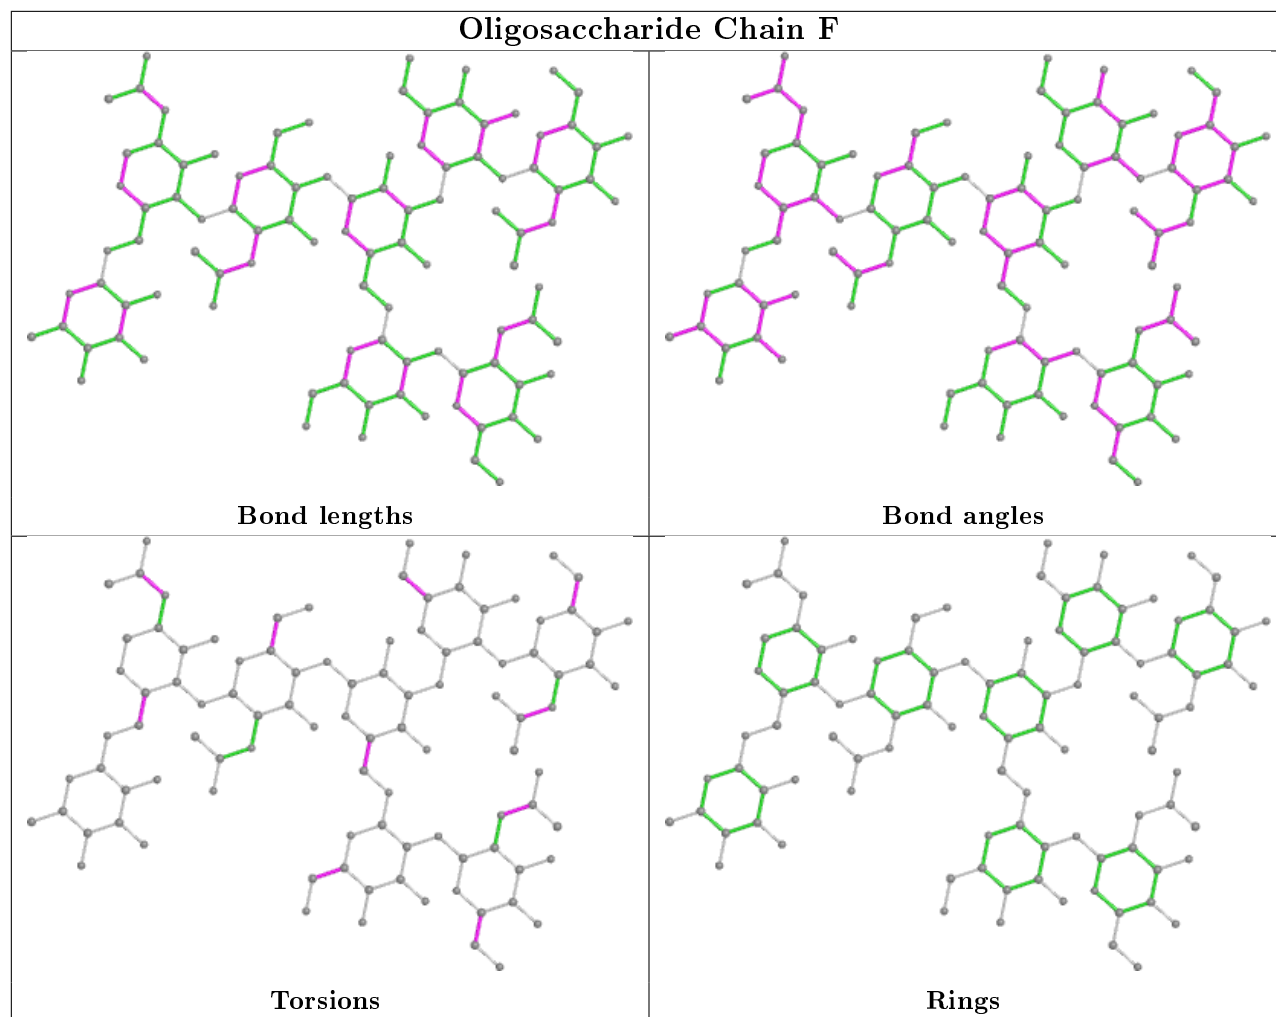 Oligosaccharide Chain F
Bond lengths
Bond angles
Torsions
Rings